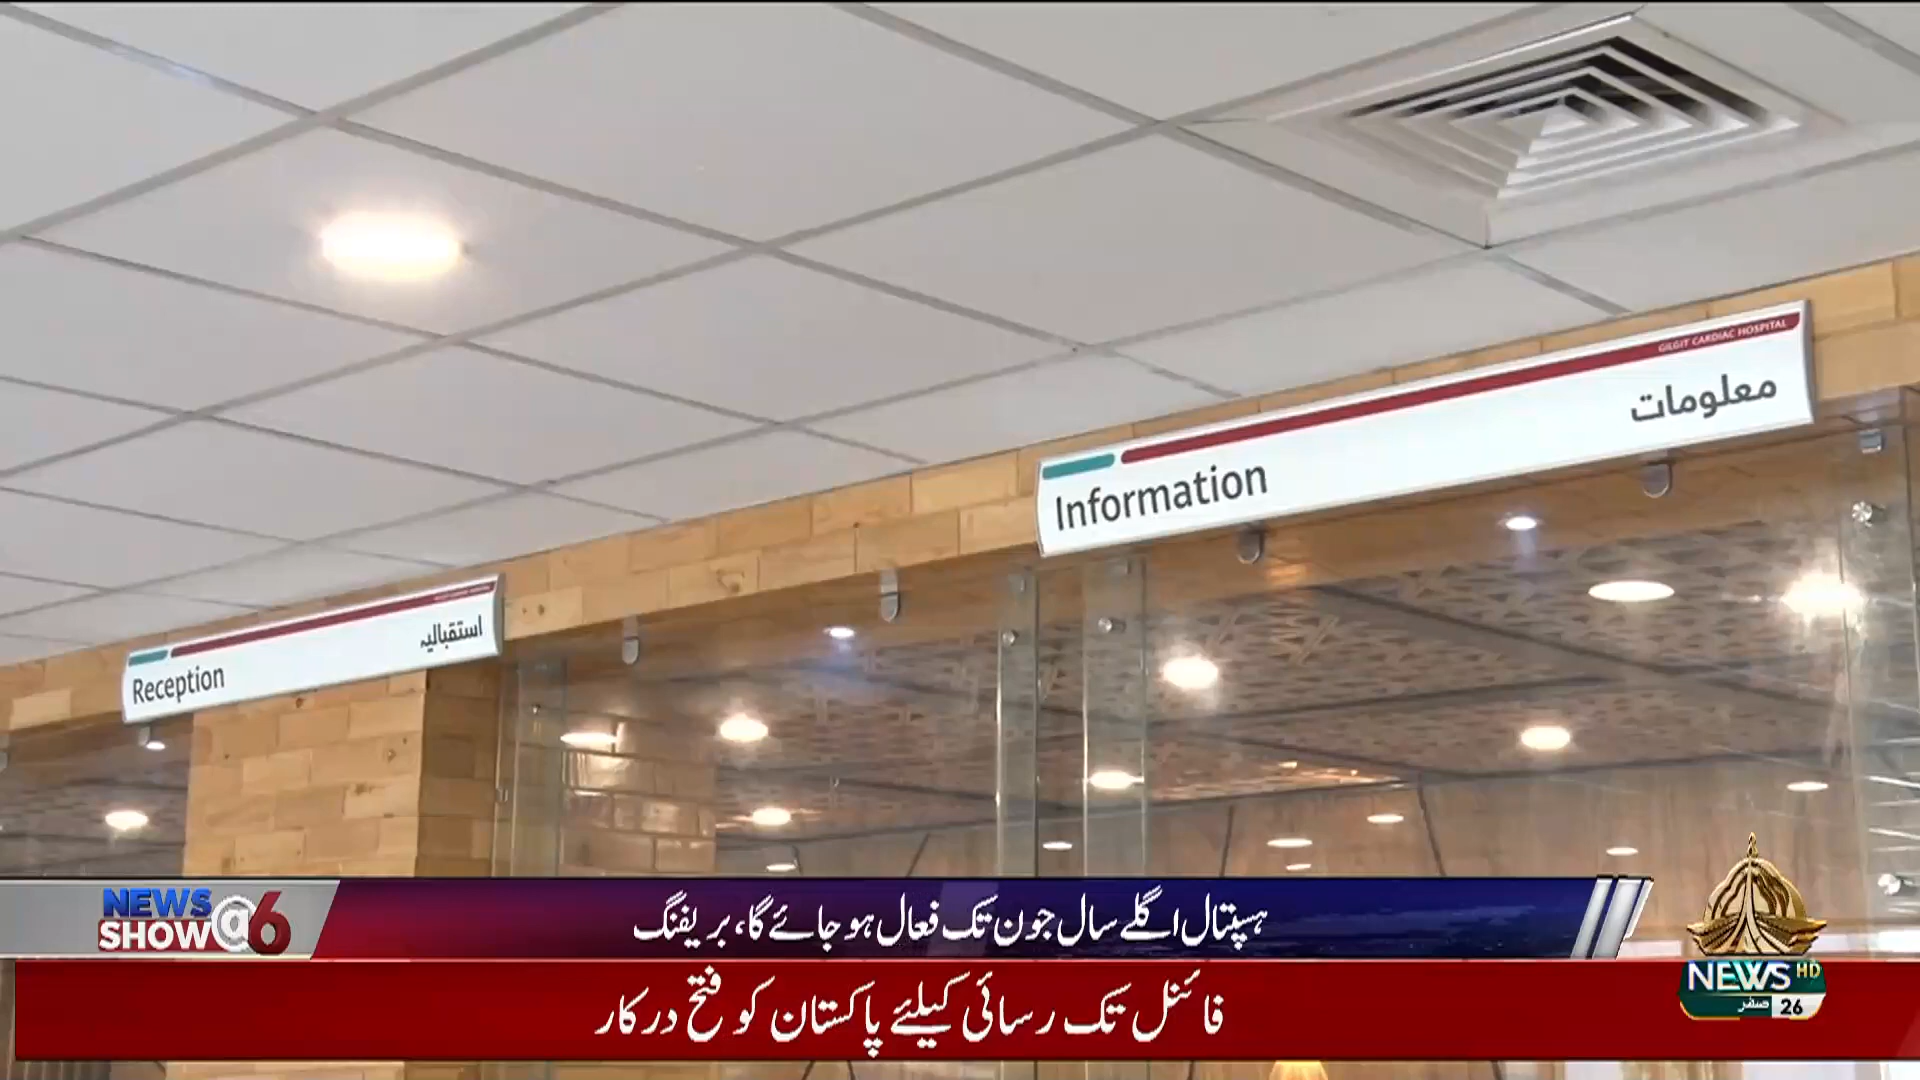 GILGIT CARDIAC HOSPITAL
Information معلومات
Reception استقبالیہ
NEWS
SHOW@6
ہسپتال اگلے سال جون تک فعال ہو جائے گا، بریفنگ
فائنل تک رسائی کیلئے پاکستان کو فتح درکار
NEWS HD
26 صفر